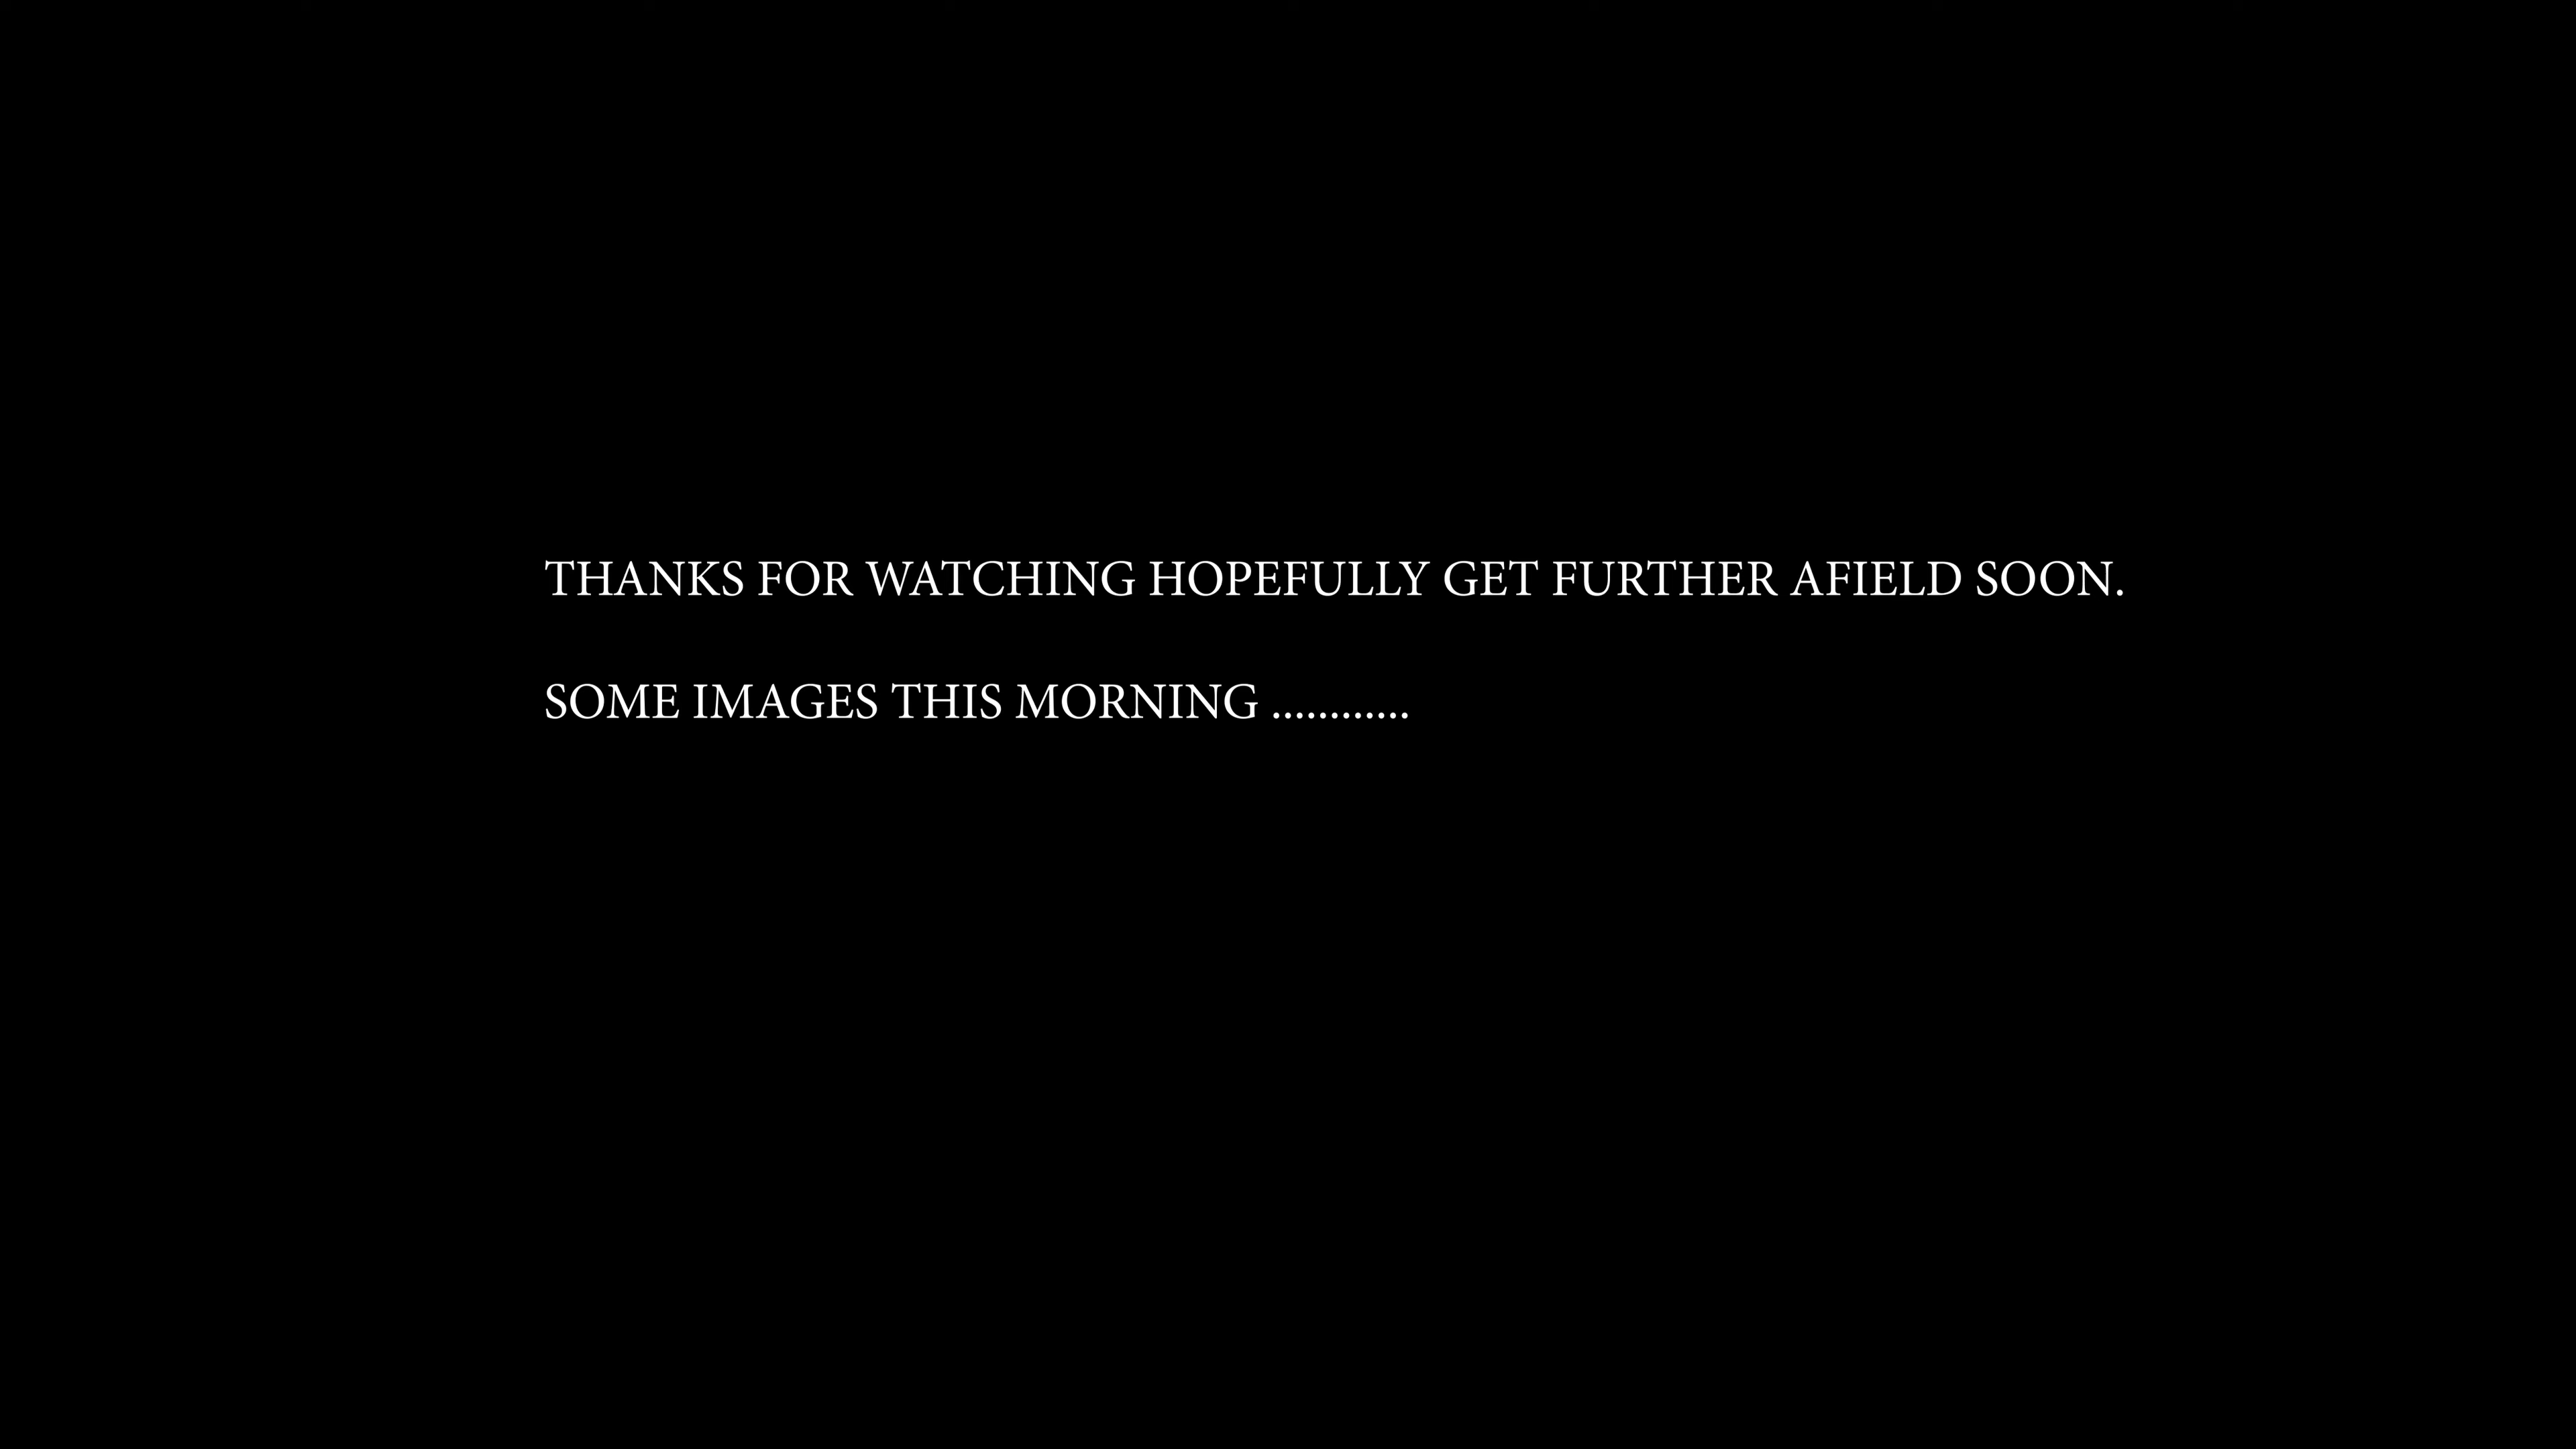 THANKS FOR WATCHING HOPEFULLY GET FURTHER AFIELD SOON.
SOME IMAGES THIS MORNING ............